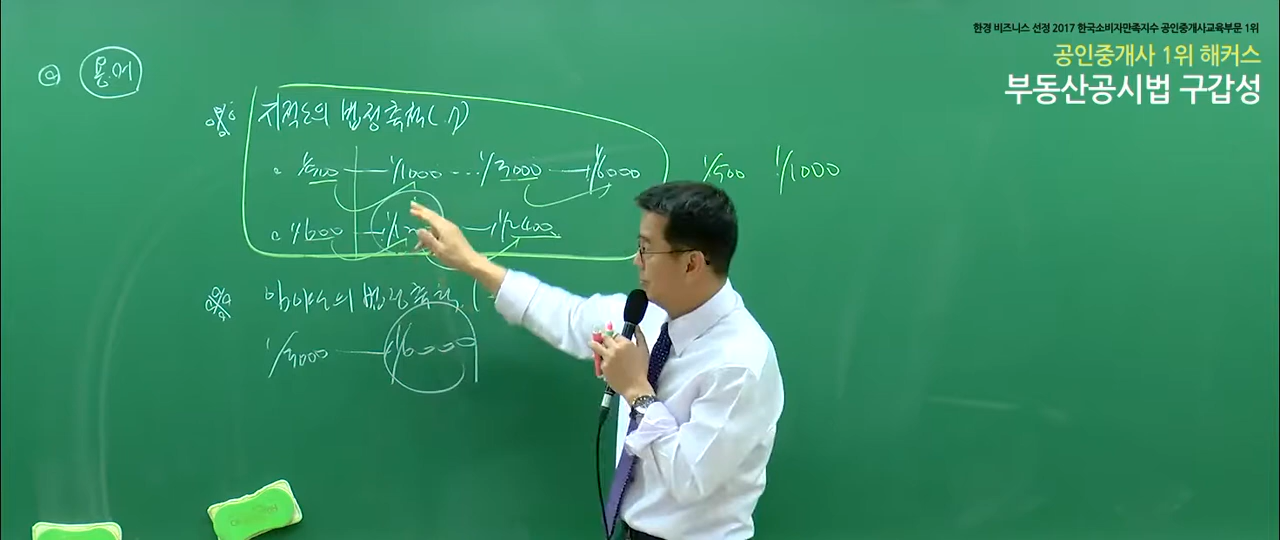 한경 비즈니스 선정 2017 한국소비자만족지수 공인중개사교육부문 1위
공인중개사 1위 해커스
부동산공시법 구갑성
지적도의 법정축척(7)
1/500 1/1000 1/3000 1/6000
1/500 1/1000
1/600 1/2400
임야도의 법정축척(
1/3000 1/6000